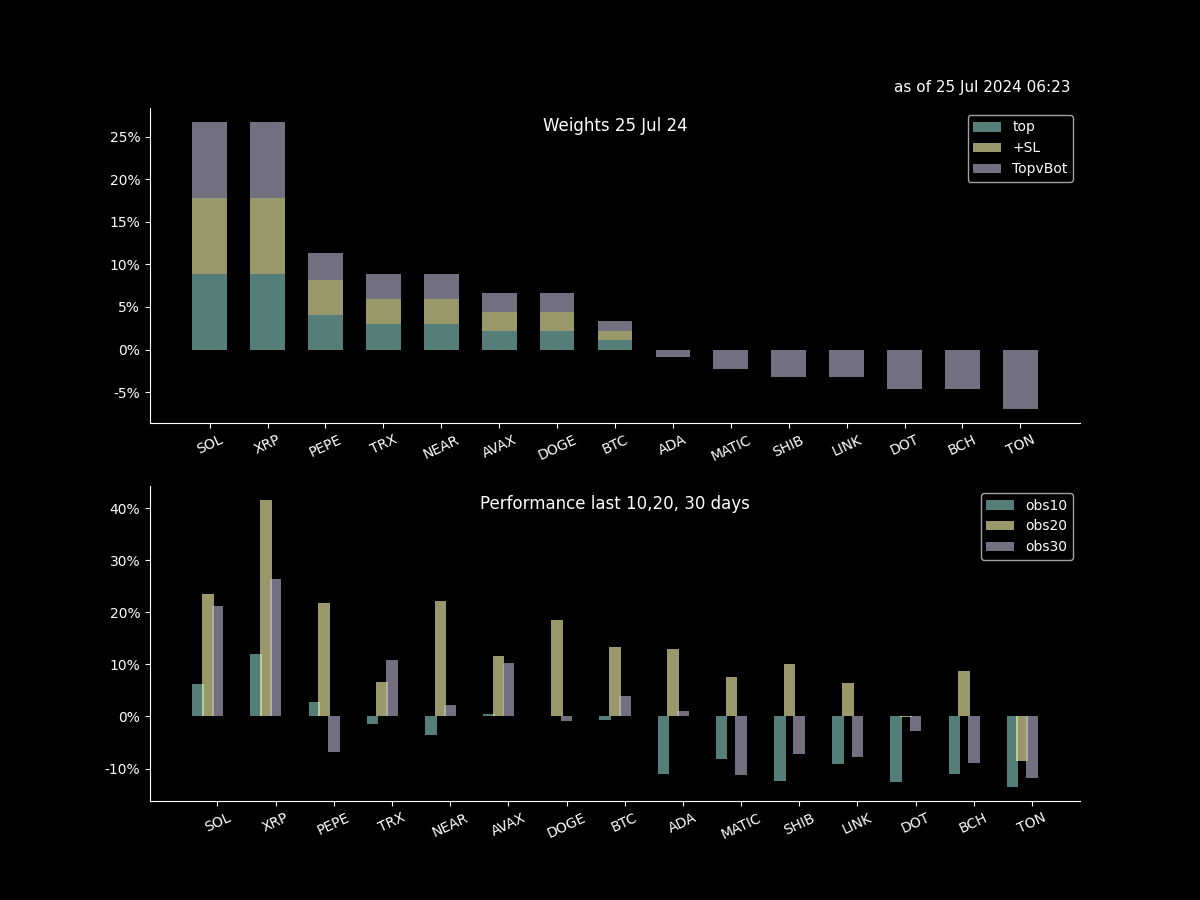 as of 25 Jul 2024 06:23
Weights 25 Jul 24
top
+SL
TopvBot
25%
20%
15%
10%
5%
0%
-5%
SOL XRP PEPE TRX NEAR AVAX DOGE BTC ADA MATIC SHIB LINK DOT BCH TON
Performance last 10,20, 30 days
obs10
obs20
obs30
40%
30%
20%
10%
0%
-10%
SOL XRP PEPE TRX NEAR AVAX DOGE BTC ADA MATIC SHIB LINK DOT BCH TON